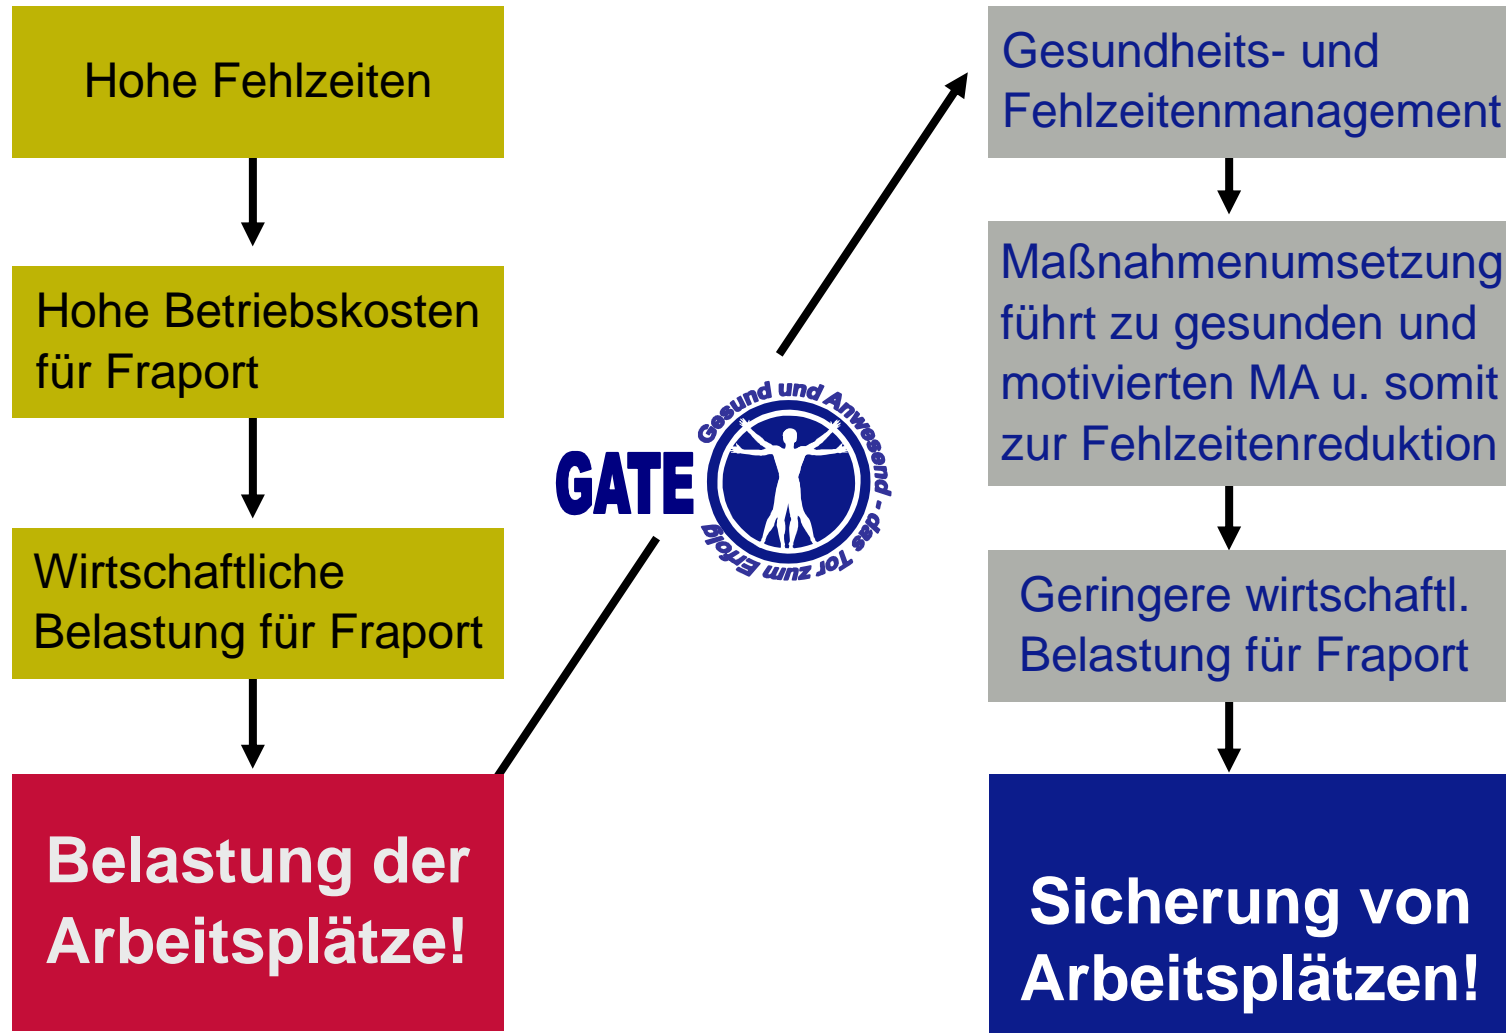 Hohe Fehlzeiten
Hohe Betriebskosten
für Fraport
Wirtschaftliche
Belastung für Fraport
Belastung der
Arbeitsplätze!
GATE
Gesund und Anwesend - das Tor zum Erfolg
Gesundheits- und
Fehlzeitenmanagement
Maßnahmenumsetzung
führt zu gesunden und
motivierten MA u. somit
zur Fehlzeitenreduktion
Geringere wirtschaftl.
Belastung für Fraport
Sicherung von
Arbeitsplätzen!